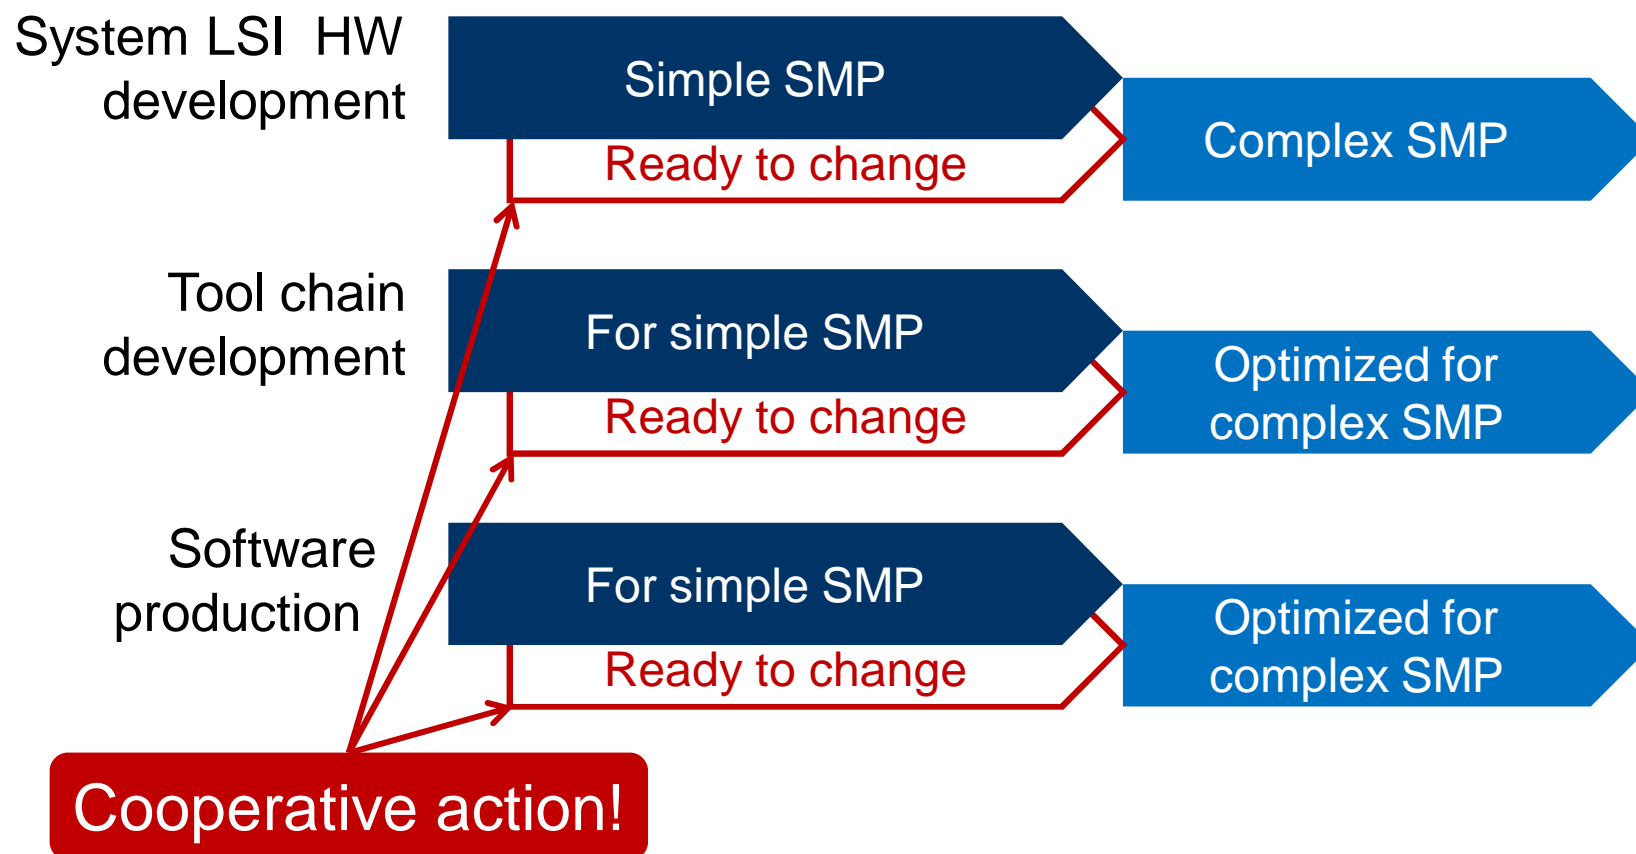 System LSI HW
development
Simple SMP
Ready to change
Complex SMP
Tool chain
development
For simple SMP
Ready to change
Optimized for
complex SMP
Software
production
For simple SMP
Ready to change
Optimized for
complex SMP
Cooperative action!